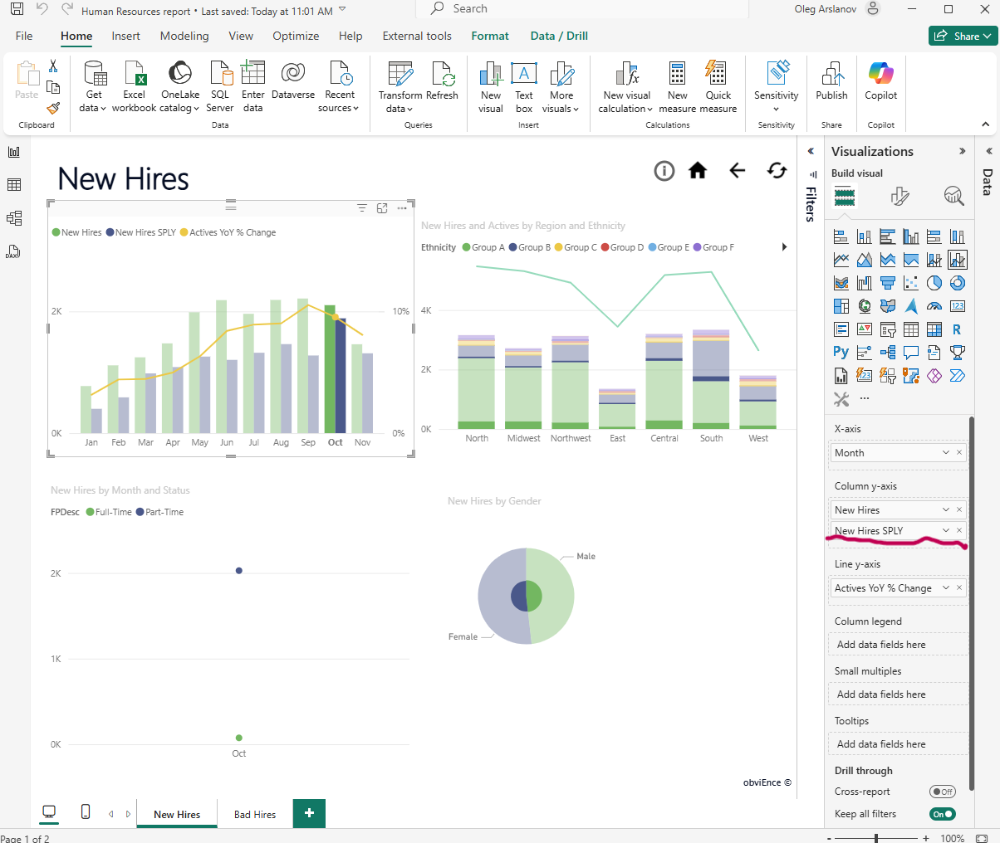 Human Resources report • Last saved: Today at 11:01 AM
Search
Oleg Arslanov
File Home Insert Modeling View Optimize Help External tools Format Data / Drill
Share
Paste
Get data
Excel workbook
OneLake catalog
SQL Server
Enter data
Dataverse
Recent sources
Transform data
Refresh
New visual
Text box
More visuals
New visual calculation
New measure
Quick measure
Sensitivity
Publish
Copilot
Clipboard Data Queries Insert Calculations Sensitivity Share Copilot
New Hires
New Hires New Hires SPLY Actives YoY % Change
2K
0K
10%
0%
Jan Feb Mar Apr May Jun Jul Aug Sep Oct Nov
New Hires and Actives by Region and Ethnicity
Ethnicity Group A Group B Group C Group D Group E Group F
4K
2K
0K
North Midwest Northwest East Central South West
New Hires by Month and Status
FPDesc Full-Time Part-Time
2K
1K
0K
Oct
New Hires by Gender
Male
Female
obviEnce ©
Filters
Visualizations
Build visual
123
R
Py
123
X-axis
Month
Column y-axis
New Hires
New Hires SPLY
Line y-axis
Actives YoY % Change
Column legend
Add data fields here
Small multiples
Add data fields here
Tooltips
Add data fields here
Drill through
Cross-report
Off
Keep all filters
On
Data
DAX
New Hires
Bad Hires
+
Page 1 of 2
- + 100%